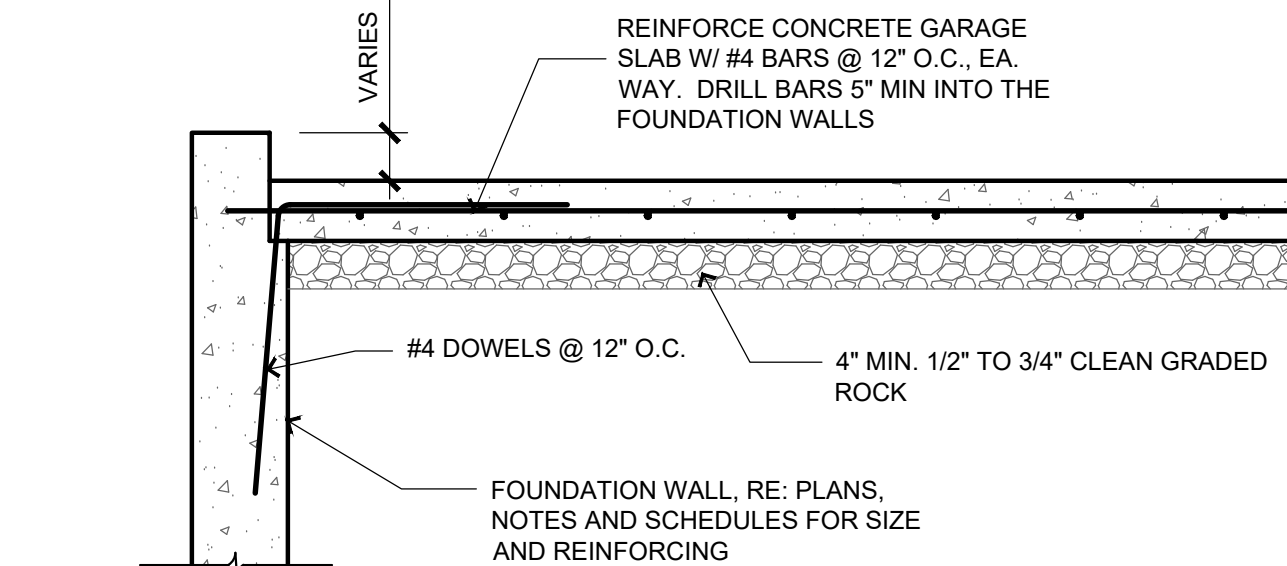 VARIES
REINFORCE CONCRETE GARAGE
SLAB W/ #4 BARS @ 12" O.C., EA.
WAY. DRILL BARS 5" MIN INTO THE
FOUNDATION WALLS
#4 DOWELS @ 12" O.C.
4" MIN. 1/2" TO 3/4" CLEAN GRADED
ROCK
FOUNDATION WALL, RE: PLANS,
NOTES AND SCHEDULES FOR SIZE
AND REINFORCING